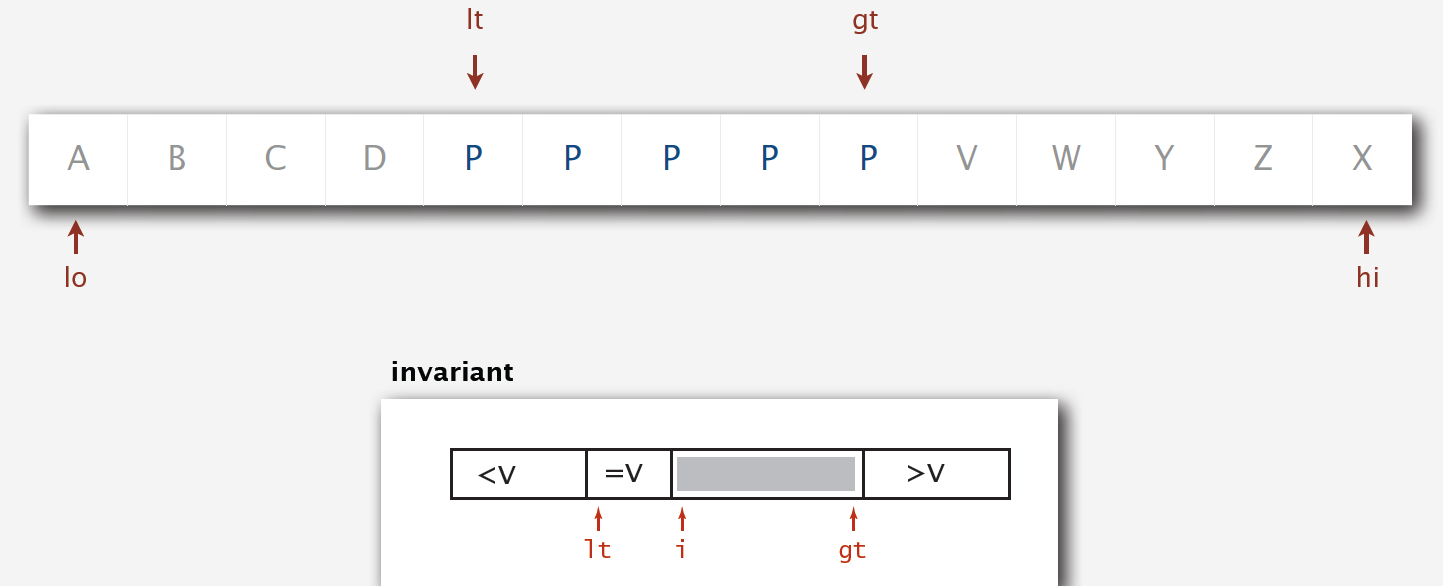 lt gt
A B C D P P P P P V W Y Z X
lo hi
invariant
<V =V >V
lt i gt